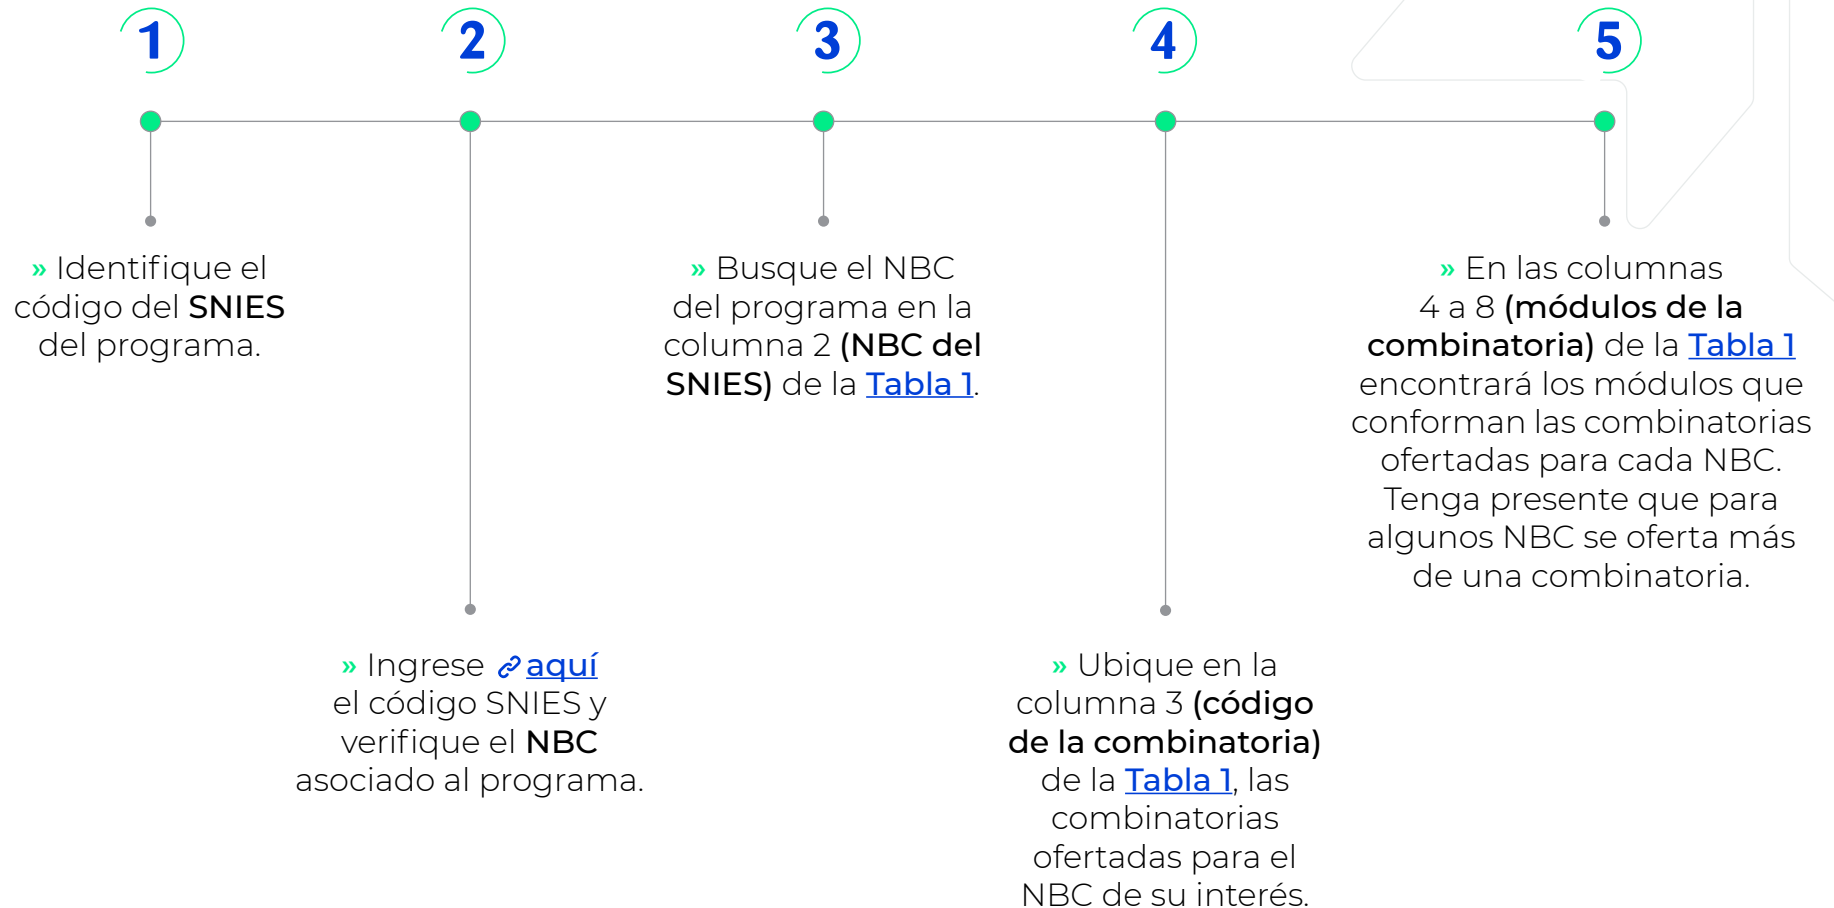 1
» Identifique el
código del SNIES
del programa.
2
» Ingrese aquí
el código SNIES y
verifique el NBC
asociado al programa.
3
» Busque el NBC
del programa en la
columna 2 (NBC del
SNIES) de la Tabla 1.
4
» Ubique en la
columna 3 (código
de la combinatoria)
de la Tabla 1, las
combinatorias
ofertadas para el
NBC de su interés.
5
» En las columnas
4 a 8 (módulos de la
combinatoria) de la Tabla 1
encontrará los módulos que
conforman las combinatorias
ofertadas para cada NBC.
Tenga presente que para
algunos NBC se oferta más
de una combinatoria.